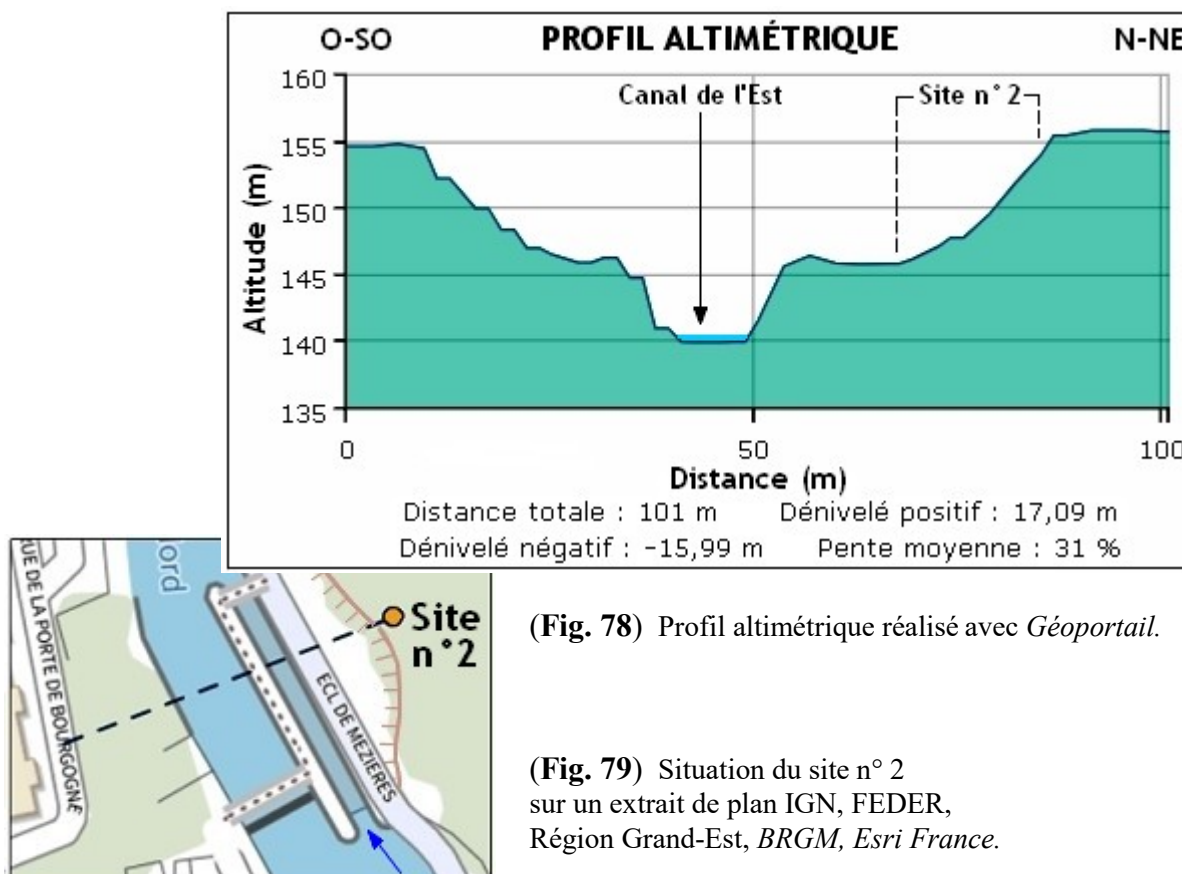 O-SO PROFIL ALTIMÉTRIQUE N-NE
160
155
150
145
140
135
Altitude (m)
Canal de l'Est
Site n° 2
0 50 100
Distance (m)
Distance totale : 101 m Dénivelé positif : 17,09 m
Dénivelé négatif : -15,99 m Pente moyenne : 31 %
RUE DE LA PORTE DE BOURGOGNE
ord
Site
n°2
ECL DE MEZIERES
(Fig. 78) Profil altimétrique réalisé avec Géoportail.
(Fig. 79) Situation du site n° 2
sur un extrait de plan IGN, FEDER,
Région Grand-Est, BRGM, Esri France.